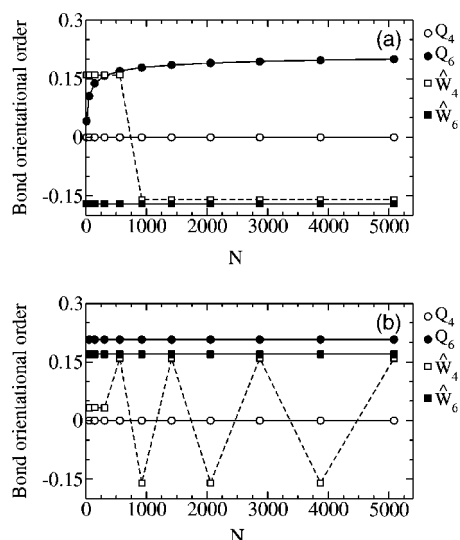 0.3
(a)
0.15
0
-0.15
Bond orientational order
0 1000 2000 3000 4000 5000
N
Q4
Q6
Ŵ4
Ŵ6
0.3
(b)
0.15
0
-0.15
Bond orientational order
0 1000 2000 3000 4000 5000
N
Q4
Q6
Ŵ4
Ŵ6